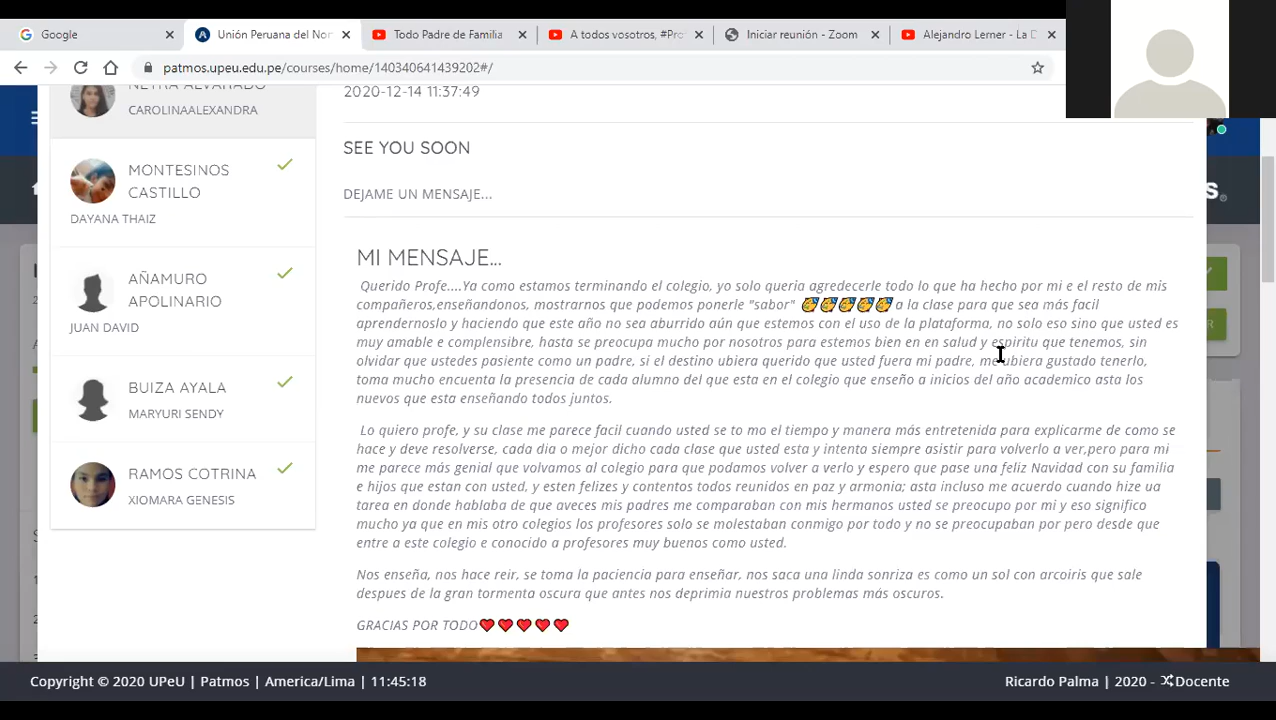 Google
Unión Peruana del Nor
Todo Padre de Familia
A todos vosotros, #Pro
Iniciar reunión - Zoom
Alejandro Lerner - La D
patmos.upeu.edu.pe/courses/home/140340641439202#/
CAROLINAALEXANDRA
MONTESINOS
CASTILLO
DAYANA THAIZ
AÑAMURO
APOLINARIO
JUAN DAVID
BUIZA AYALA
MARYURI SENDY
RAMOS COTRINA
XIOMARA GENESIS
2020-12-14 11:37:49
SEE YOU SOON
DEJAME UN MENSAJE...
MI MENSAJE...
Querido Profe....Ya como estamos terminando el colegio, yo solo queria agredecerle todo lo que ha hecho por mi e el resto de mis
compañeros,enseñandonos, mostrarnos que podemos ponerle "sabor" 🥳🥳🥳🥳🥳a la clase para que sea más facil
aprendernoslo y haciendo que este año no sea aburrido aún que estemos con el uso de la plataforma, no solo eso sino que usted es
muy amable e complensible, hasta se preocupa mucho por nosotros para estemos bien en en salud y espiritu que tenemos, sin
olvidar que ustedes pasiente como un padre, si el destino ubiera querido que usted fuera mi padre, me ubiera gustado tenerlo,
toma mucho encuenta la presencia de cada alumno del que esta en el colegio que enseño a inicios del año academico asta los
nuevos que esta enseñando todos juntos.
Lo quiero profe, y su clase me parece facil cuando usted se to mo el tiempo y manera más entretenida para explicarme de como se
hace y deve resolverse, cada dia o mejor dicho cada clase que usted esta y intenta siempre asistir para volverlo a ver,pero para mi
me parece más genial que volvamos al colegio para que podamos volver a verlo y espero que pase una feliz Navidad con su familia
e hijos que estan con usted, y esten felizes y contentos todos reunidos en paz y armonia; asta incluso me acuerdo cuando hize ua
tarea en donde hablaba de que aveces mis padres me comparaban con mis hermanos usted se preocupo por mi y eso significo
mucho ya que en mis otro colegios los profesores solo se molestaban conmigo por todo y no se preocupaban por pero desde que
entre a este colegio e conocido a profesores muy buenos como usted.
Nos enseña, nos hace reir, se toma la paciencia para enseñar, nos saca una linda sonriza es como un sol con arcoiris que sale
despues de la gran tormenta oscura que antes nos deprimia nuestros problemas más oscuros.
GRACIAS POR TODO❤❤❤❤❤
Copyright © 2020 UPeU | Patmos | America/Lima | 11:45:18
Ricardo Palma | 2020 - Docente